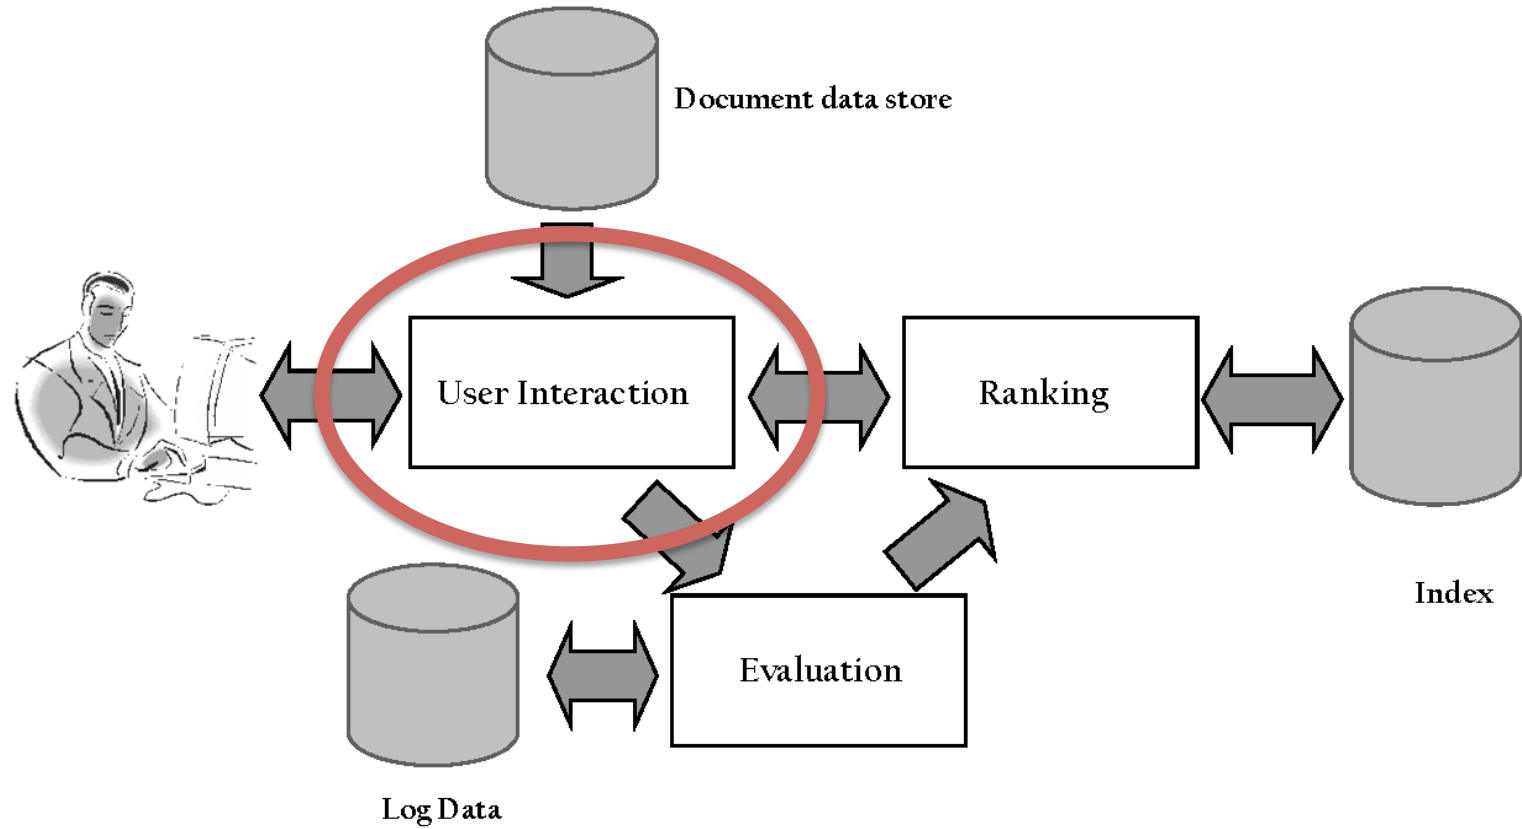 Document data store
User Interaction
Ranking
Index
Evaluation
Log Data